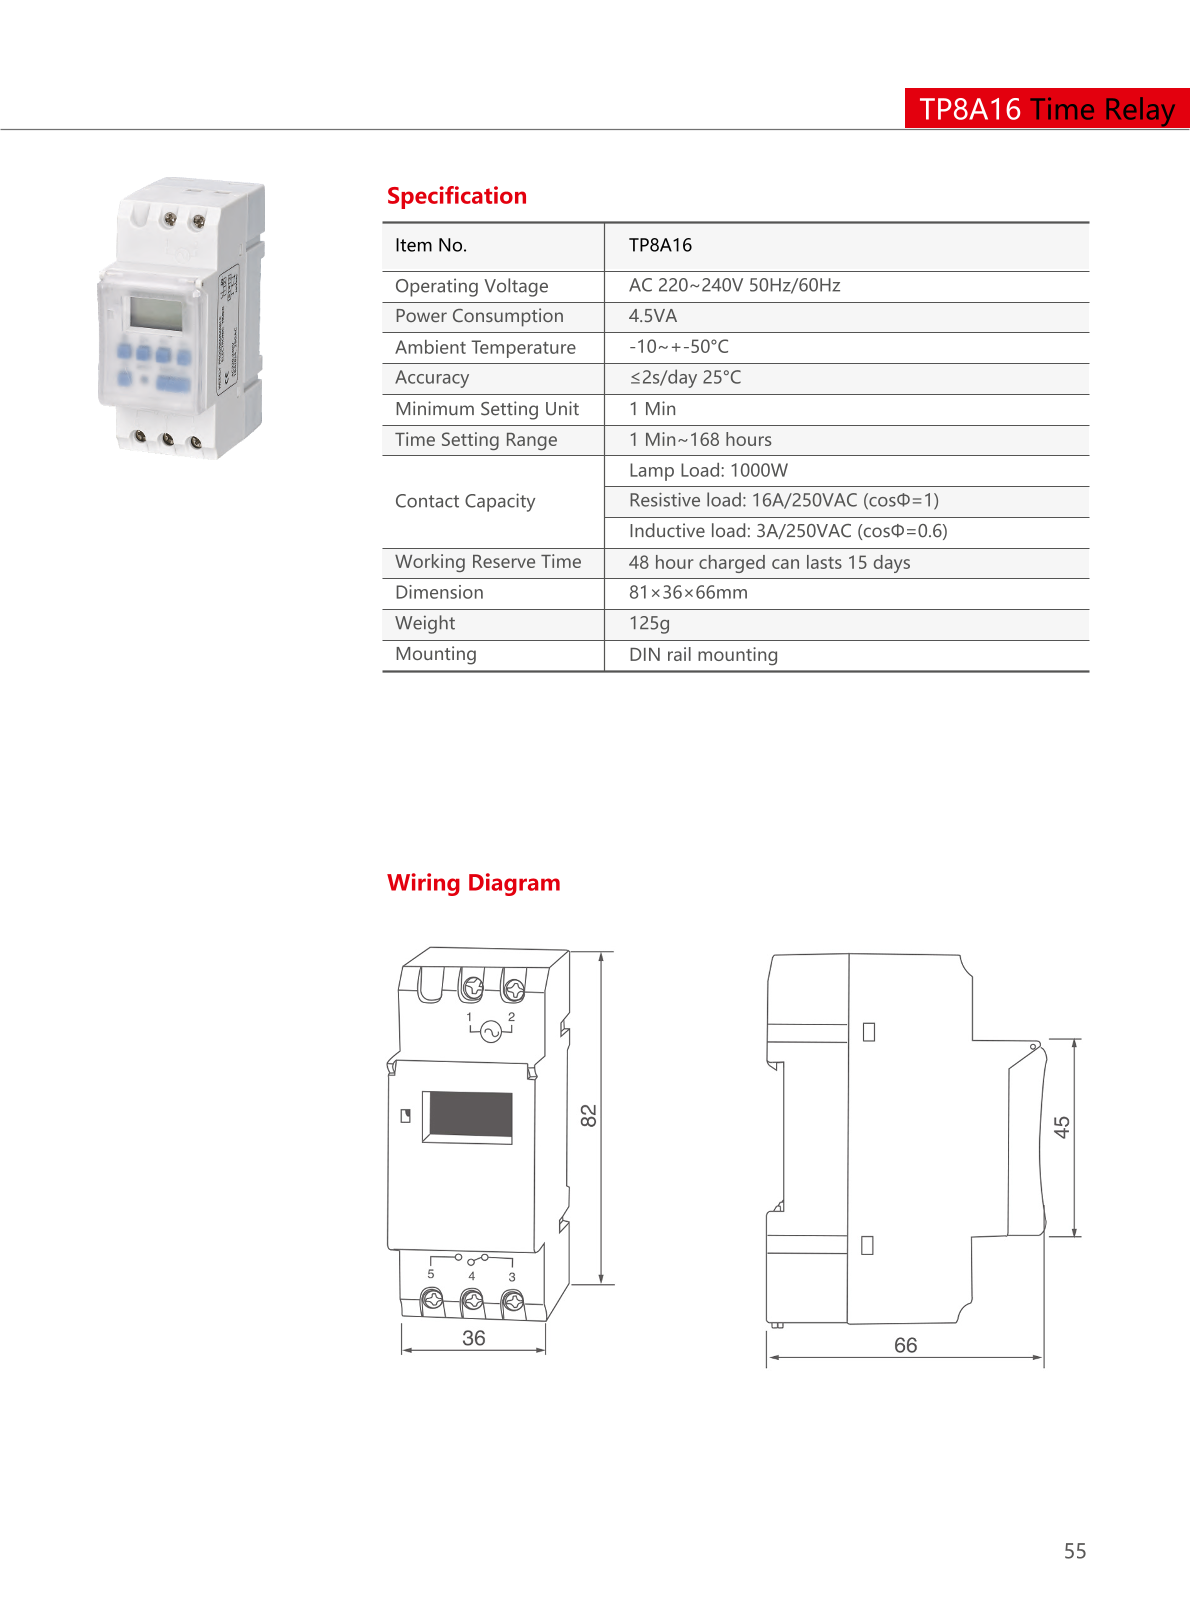 TP8A16 Time Relay
Specification
Item No. TP8A16
Operating Voltage AC 220~240V 50Hz/60Hz
Power Consumption 4.5VA
Ambient Temperature -10~+-50°C
Accuracy ≤2s/day 25°C
Minimum Setting Unit 1 Min
Time Setting Range 1 Min~168 hours
Contact Capacity
Lamp Load: 1000W
Resistive load: 16A/250VAC (cosΦ=1)
Inductive load: 3A/250VAC (cosΦ=0.6)
Working Reserve Time 48 hour charged can lasts 15 days
Dimension 81×36×66mm
Weight 125g
Mounting DIN rail mounting
Wiring Diagram
1 2
82
45
5 4 3
36
66
55